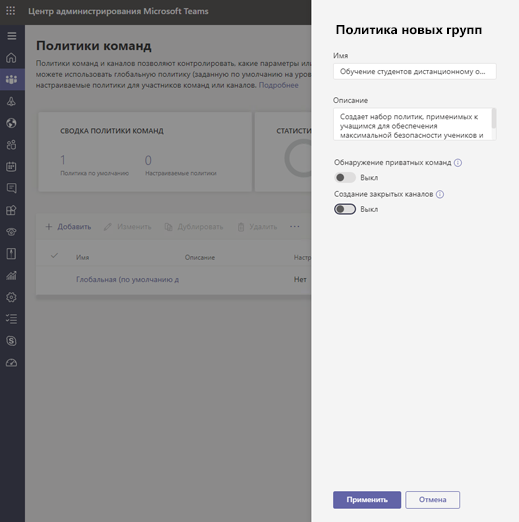 Центр администрирования Microsoft Teams
Политики команд
Политики команд и каналов позволяют контролировать, какие параметры или
можете использовать глобальную политику (заданную по умолчанию на уров
настраиваемые политики для участников команд или каналов. Подробнее
СВОДКА ПОЛИТИКИ КОМАНД
1
Политика по умолчанию
0
Настраиваемые политики
СТАТИСТИ
Добавить
Изменить
Дублировать
Удалить
Имя
Описание
Настр
Глобальная (по умолчанию д
Нет
Политика новых групп
Имя
Обучение студентов дистанционному о...
Описание
Создает набор политик, применимых к
учащимся для обеспечения
максимальной безопасности учеников и
Обнаружение приватных команд
Выкл
Создание закрытых каналов
Выкл
Применить
Отмена